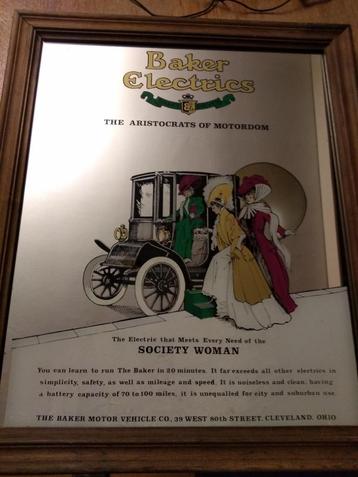 Baker
Electrics
THE ARISTOCRATS OF MOTORDOM
The Electric that Meets Every Need of the
SOCIETY WOMAN
You can learn to run The Baker in 20 minutes. It far exceeds all other electrics in
simplicity, safety, as well as mileage and speed. It is noiseless and clean, having
a battery capacity of 70 to 100 miles, it is unequalled for city and suburban use.
THE BAKER MOTOR VEHICLE CO., 39 WEST 80th STREET, CLEVELAND, OHIO